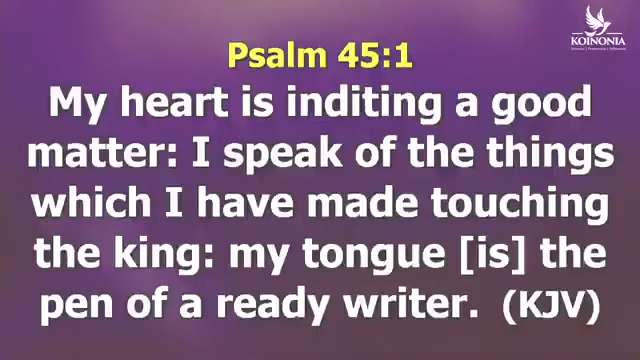 KOINONIA
Psalm 45:1
My heart is inditing a good
matter: I speak of the things
which I have made touching
the king: my tongue [is] the
pen of a ready writer. (KJV)